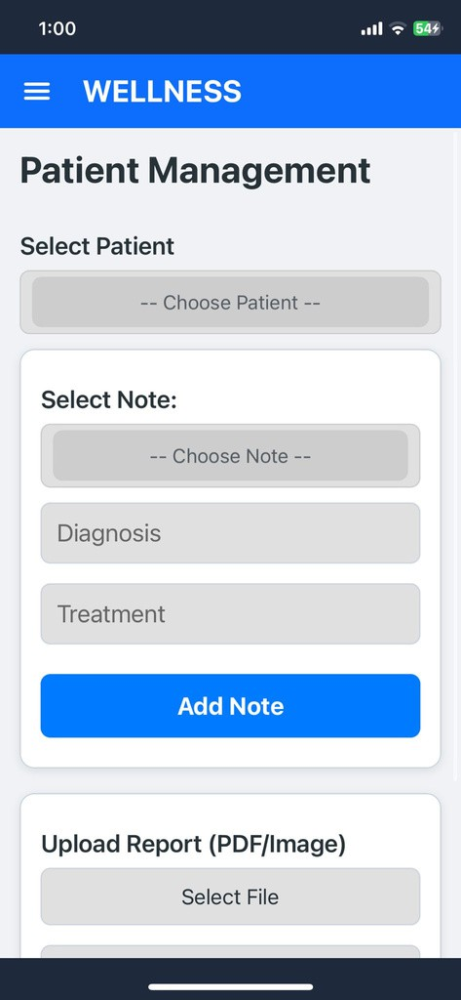 1:00
54
WELLNESS
Patient Management
Select Patient
-- Choose Patient --
Select Note:
-- Choose Note --
Diagnosis
Treatment
Add Note
Upload Report (PDF/Image)
Select File